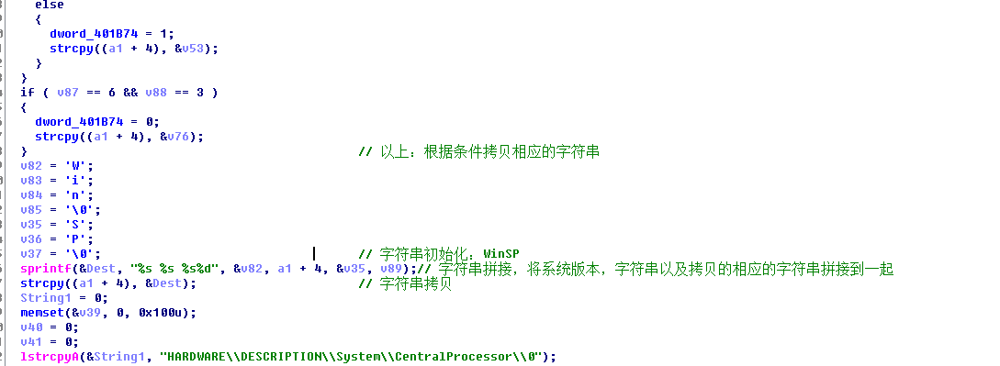 else
{
dword_401B74 = 1;
strcpy((a1 + 4), &v53);
}
}
if ( v87 == 6 && v88 == 3 )
{
dword_401B74 = 0;
strcpy((a1 + 4), &v76);
} // 以上：根据条件拷贝相应的字符串
v82 = 'W';
v83 = 'i';
v84 = 'n';
v85 = '\0';
v35 = 'S';
v36 = 'P';
v37 = '\0'; // 字符串初始化：WinSP
sprintf(&Dest, "%s %s %s%d", &v82, a1 + 4, &v35, v89);// 字符串拼接，将系统版本，字符串以及拷贝的相应的字符串拼接到一起
strcpy((a1 + 4), &Dest); // 字符串拷贝
String1 = 0;
memset(&v39, 0, 0x100u);
v40 = 0;
v41 = 0;
lstrcpyA(&String1, "HARDWARE\\DESCRIPTION\\System\\CentralProcessor\\0");